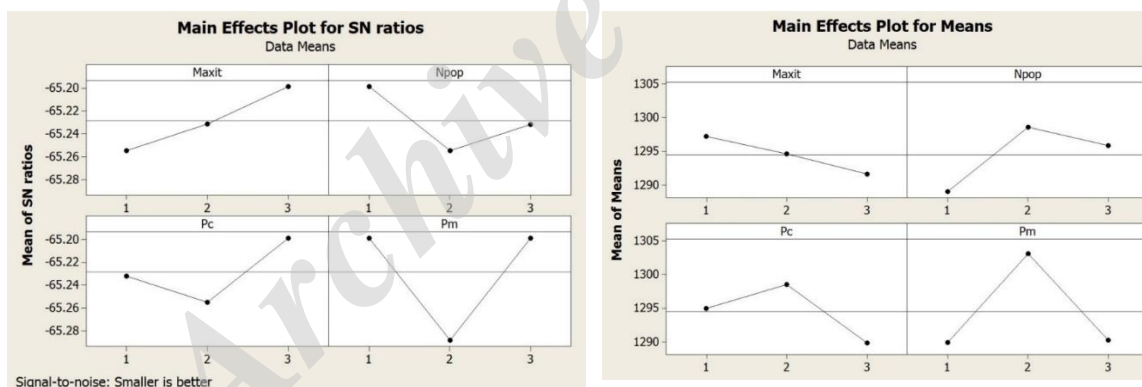 Main Effects Plot for SN ratios
Data Means
Maxit Npop
-65.20
-65.22
-65.24
-65.26
-65.28
1 2 3 1 2 3
Pc Pm
-65.20
-65.22
-65.24
-65.26
-65.28
1 2 3 1 2 3
Mean of SN ratios
Signal-to-noise: Smaller is better
Main Effects Plot for Means
Data Means
Maxit Npop
1305
1300
1295
1290
1 2 3 1 2 3
Pc Pm
1305
1300
1295
1290
1 2 3 1 2 3
Mean of Means
Archive